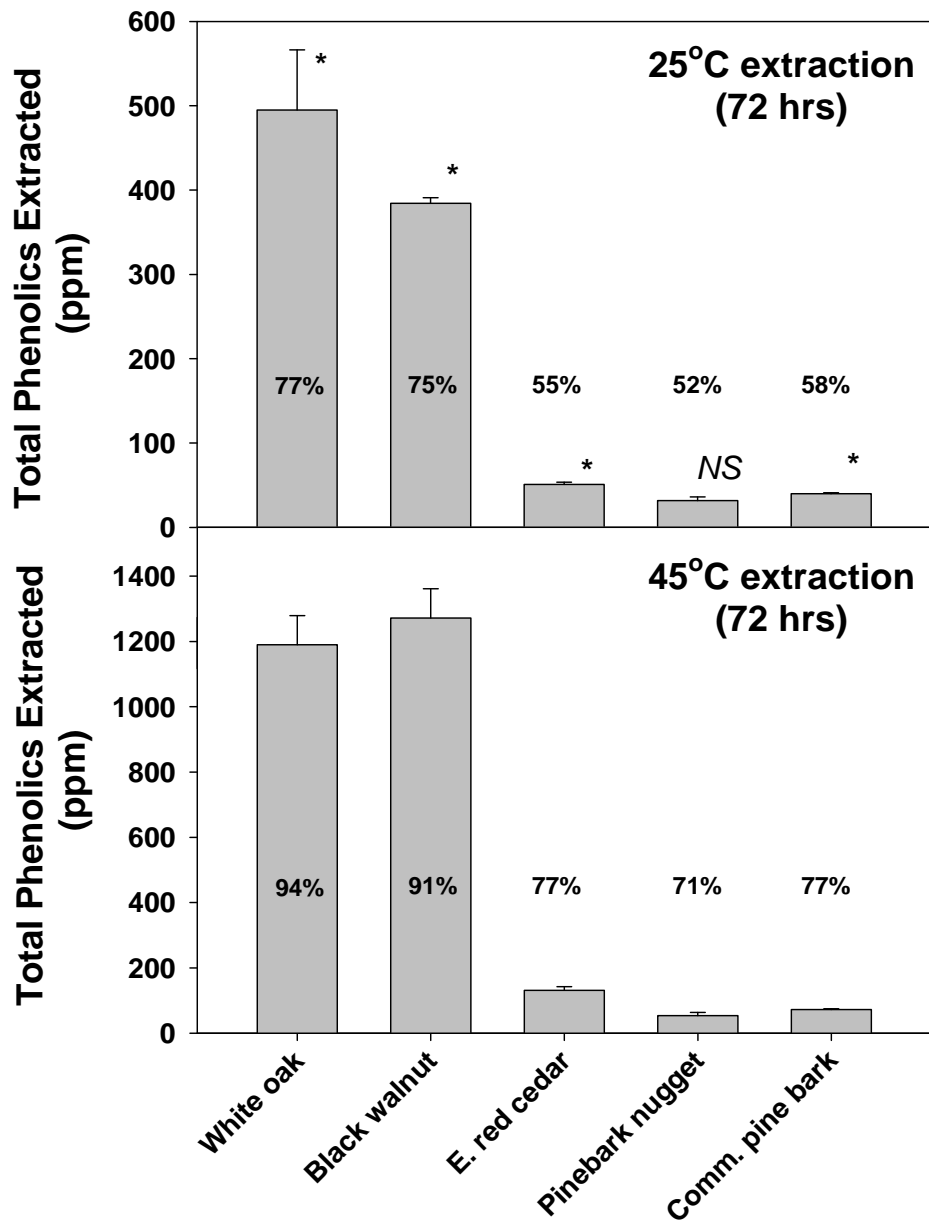 Total Phenolics Extracted
(ppm)
600
500
400
300
200
100
0
25°C extraction
(72 hrs)
*
*
77%
75%
55%
52%
58%
*
NS
*
Total Phenolics Extracted
(ppm)
1400
1200
1000
800
600
400
200
0
45°C extraction
(72 hrs)
94%
91%
77%
71%
77%
White oak
Black walnut
E. red cedar
Pinebark nugget
Comm. pine bark